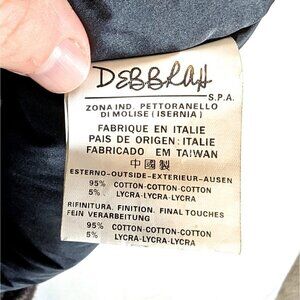 DEBBRAH
S.P.A.
ZONA IND. PETTORANELLO
DI MOLISE (ISERNIA)
FABRIQUE EN ITALIE
PAIS DE ORIGEN: ITALIE
FABRICADO EM TAIWAN
中國製
ESTERNO-OUTSIDE-EXTERIEUR-AUSEN
95% COTTON-COTTON-COTTON
5% LYCRA-LYCRA-LYCRA
RIFINITURA. FINITION. FINAL TOUCHES
FEIN VERARBEITUNG
95% COTTON-COTTON-COTTON
5% LYCRA-LYCRA-LYCRA